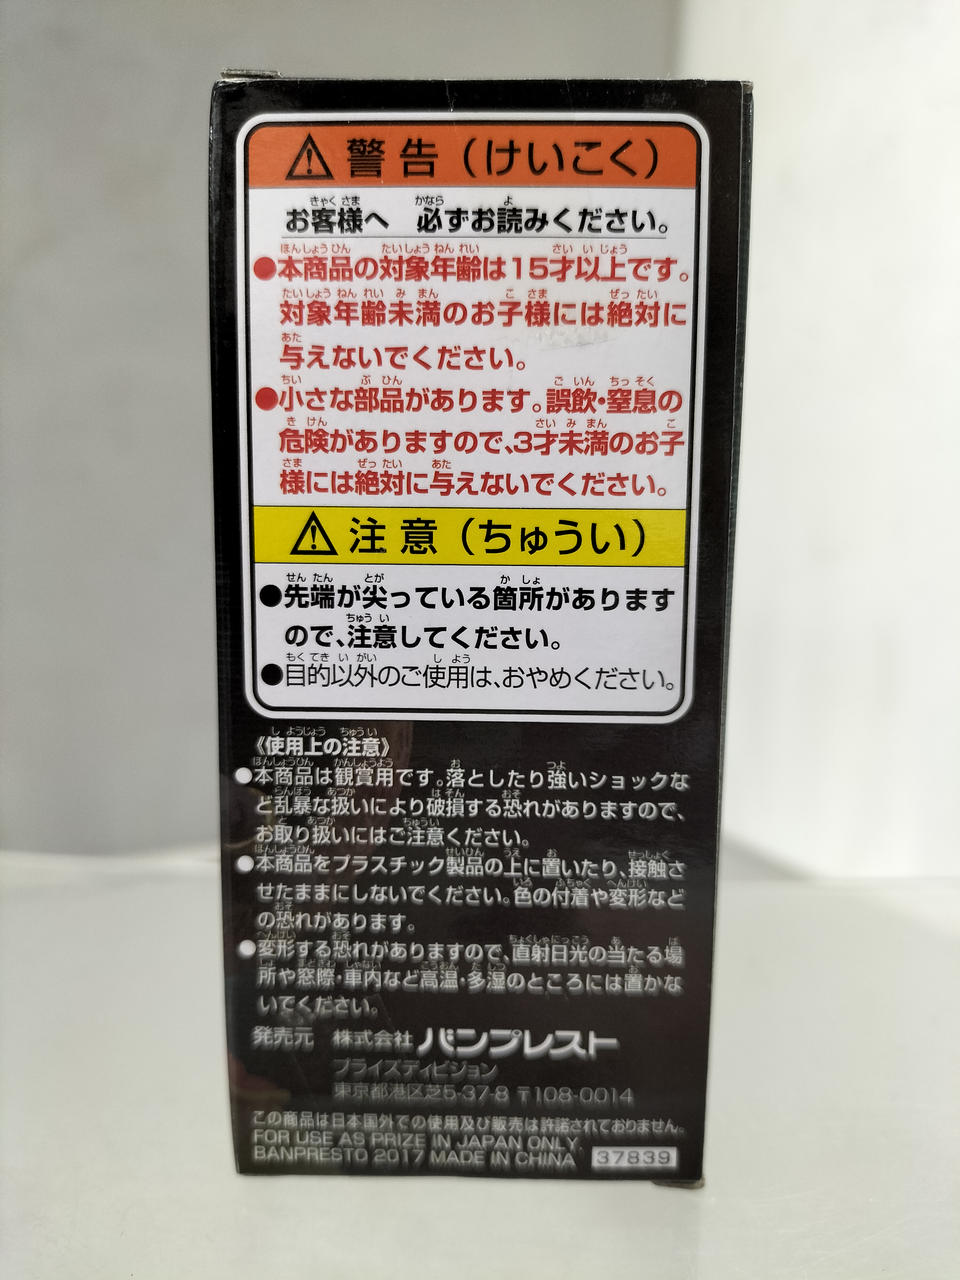 ⚠警告（けいこく）
お客様へ　必ずお読みください。
●本商品の対象年齢は15才以上です。
対象年齢未満のお子様には絶対に
与えないでください。
●小さな部品があります。誤飲・窒息の
危険がありますので、3才未満のお子
様には絶対に与えないでください。
⚠注意（ちゅうい）
●先端が尖っている箇所があります
ので、注意してください。
●目的以外のご使用は、おやめください。
《使用上の注意》
●本商品は観賞用です。落としたり強いショックな
ど乱暴な扱いにより破損する恐れがありますので、
お取り扱いにはご注意ください。
●本商品をプラスチック製品の上に置いたり、接触さ
せたままにしないでください。色の付着や変形など
の恐れがあります。
●変形する恐れがありますので、直射日光の当たる場
所や窓際・車内など高温・多湿のところには置かな
いでください。
発売元　株式会社バンプレスト
プライズディビジョン
東京都港区芝5-37-8 〒108-0014
この商品は日本国外での使用及び販売は許諾されておりません。
FOR USE AS PRIZE IN JAPAN ONLY.
BANPRESTO 2017 MADE IN CHINA 37839